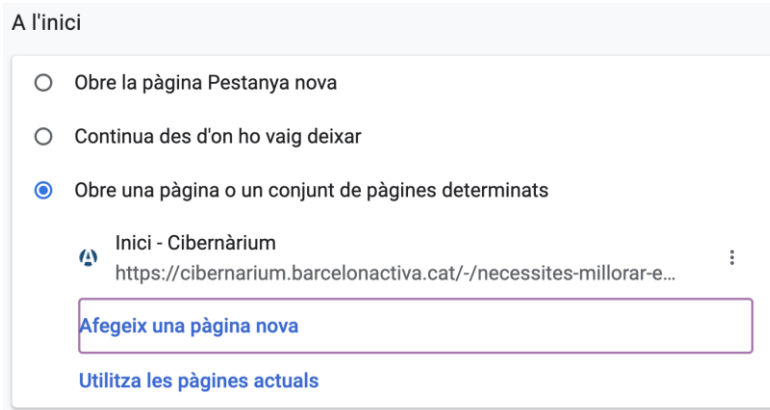 A l'inici
Obre la pàgina Pestanya nova
Continua des d'on ho vaig deixar
Obre una pàgina o un conjunt de pàgines determinats
Inici - Cibernàrium
https://cibernarium.barcelonactiva.cat/-/necessites-millorar-e...
Afegeix una pàgina nova
Utilitza les pàgines actuals